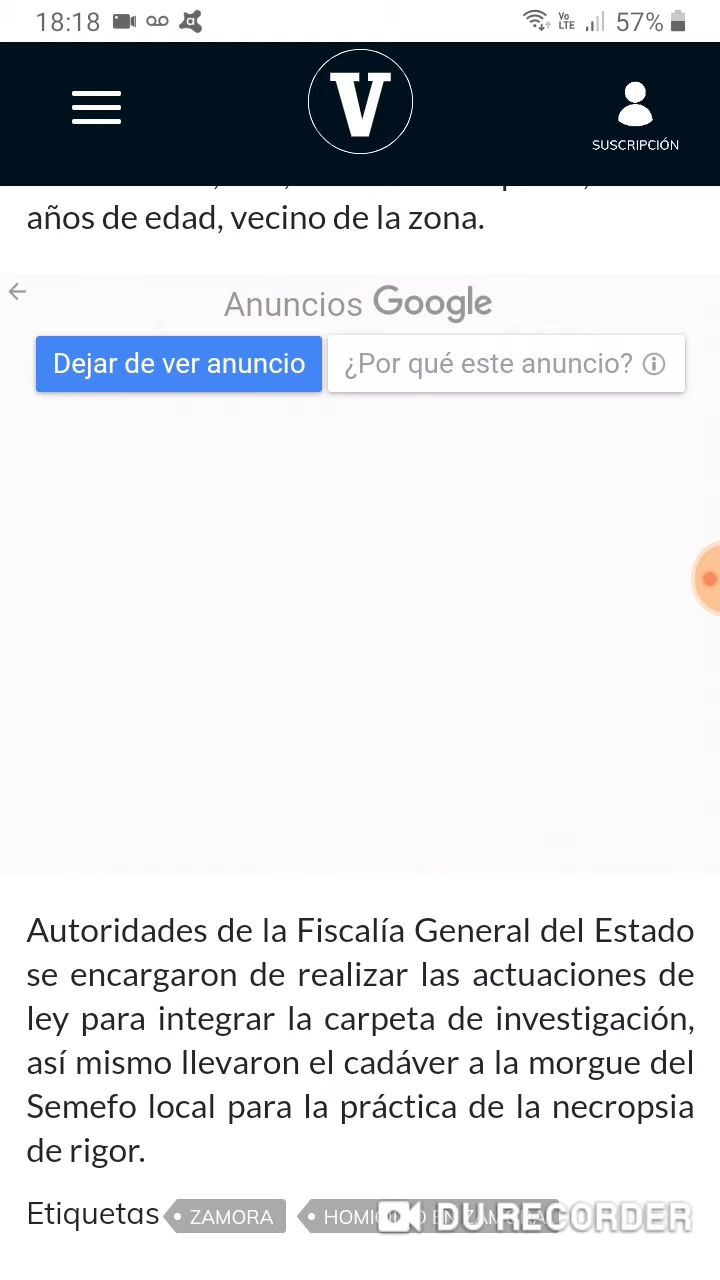 18:18 57%
V
SUSCRIPCIÓN
años de edad, vecino de la zona.
Anuncios Google
Dejar de ver anuncio ¿Por qué este anuncio?
Autoridades de la Fiscalía General del Estado
se encargaron de realizar las actuaciones de
ley para integrar la carpeta de investigación,
así mismo llevaron el cadáver a la morgue del
Semefo local para la práctica de la necropsia
de rigor.
Etiquetas • ZAMORA • HOMICIDIO EN ZAMORA
DU RECORDER